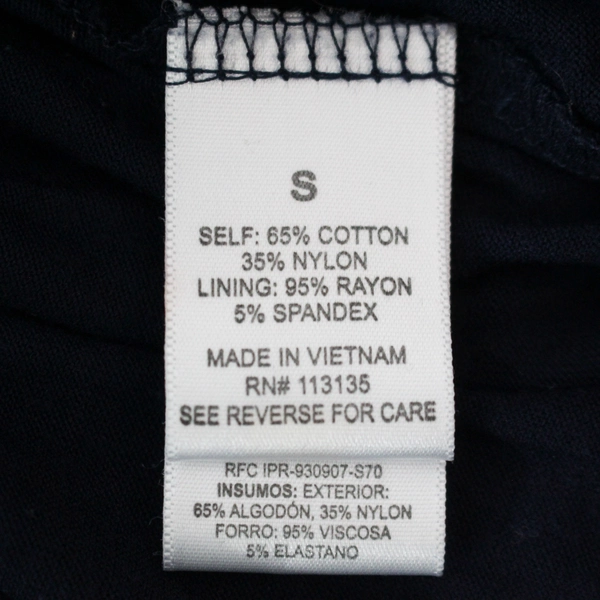 S
SELF: 65% COTTON
35% NYLON
LINING: 95% RAYON
5% SPANDEX
MADE IN VIETNAM
RN# 113135
SEE REVERSE FOR CARE
RFC IPR-930907-S70
INSUMOS: EXTERIOR:
65% ALGODÓN, 35% NYLON
FORRO: 95% VISCOSA
5% ELASTANO